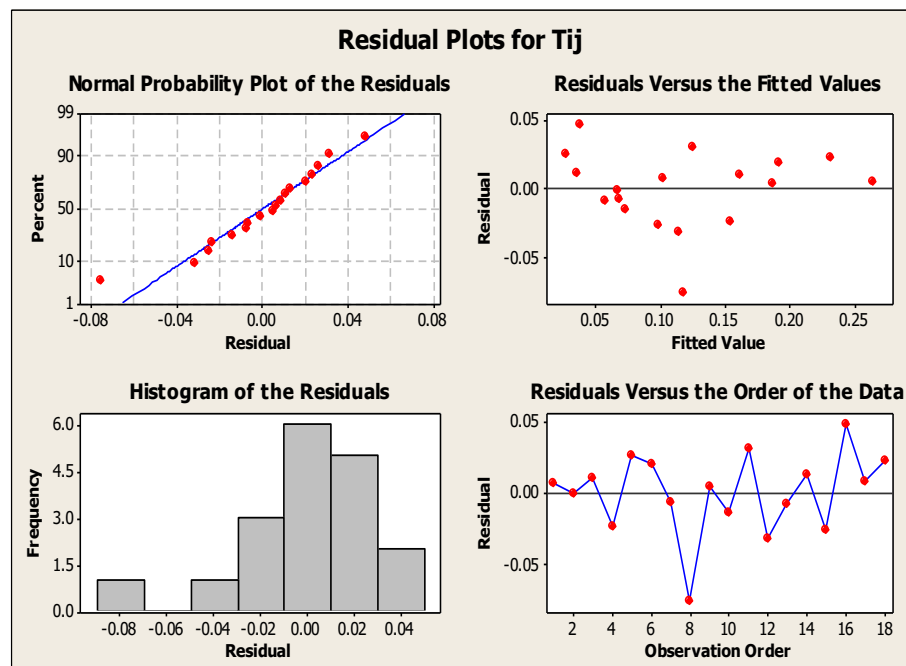 Residual Plots for Tij
Normal Probability Plot of the Residuals
99
90
50
10
1
Percent
-0.08 -0.04 0.00 0.04 0.08
Residual
Residuals Versus the Fitted Values
0.05
0.00
-0.05
Residual
0.05 0.10 0.15 0.20 0.25
Fitted Value
Histogram of the Residuals
6.0
4.5
3.0
1.5
0.0
Frequency
-0.08 -0.06 -0.04 -0.02 0.00 0.02 0.04
Residual
Residuals Versus the Order of the Data
0.05
0.00
-0.05
Residual
2 4 6 8 10 12 14 16 18
Observation Order